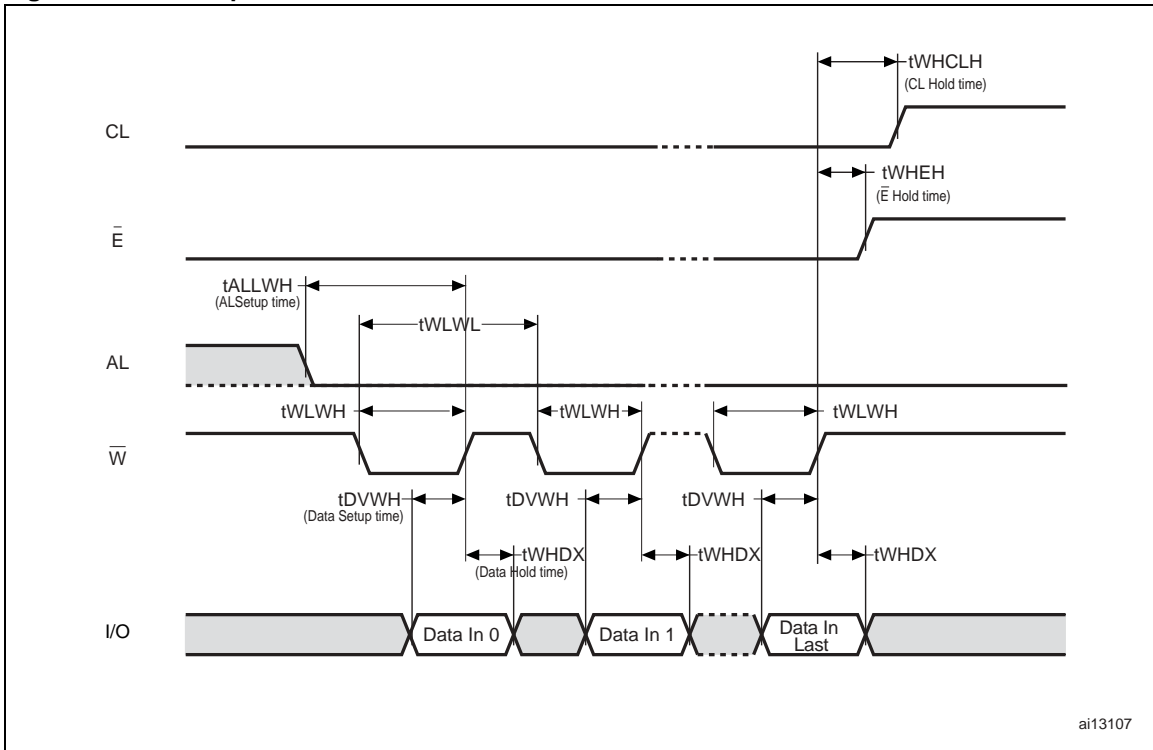 tWHCLH
(CL Hold time)
CL
tWHEH
(E̅ Hold time)
E̅
tALLWH
(ALSetup time)
tWLWL
AL
tWLWH
tWLWH
tWLWH
W̅
tDVWH
(Data Setup time)
tDVWH
tDVWH
tWHDX
(Data Hold time)
tWHDX
tWHDX
I/O
Data In 0
Data In 1
Data In
Last
ai13107